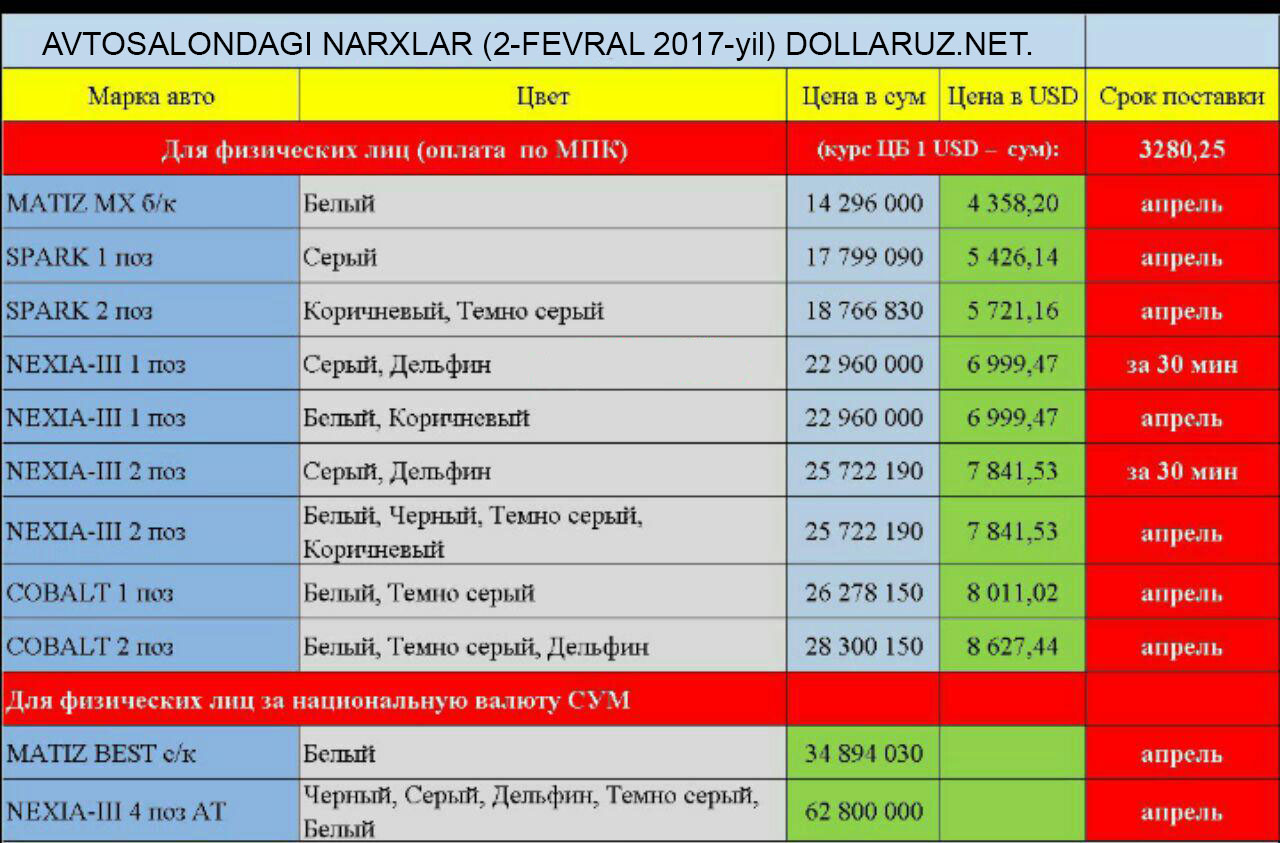 AVTOSALONDAGI NARXLAR (2-FEVRAL 2017-yil) DOLLARUZ.NET.
Марка авто Цвет Цена в сум Цена в USD Срок поставки
Для физических лиц (оплата по МПК) (курс ЦБ 1 USD – сум): 3280,25
MATIZ MX б/к Белый 14 296 000 4 358,20 апрель
SPARK 1 поз Серый 17 799 090 5 426,14 апрель
SPARK 2 поз Коричневый, Темно серый 18 766 830 5 721,16 апрель
NEXIA-III 1 поз Серый, Дельфин 22 960 000 6 999,47 за 30 мин
NEXIA-III 1 поз Белый, Коричневый 22 960 000 6 999,47 апрель
NEXIA-III 2 поз Серый, Дельфин 25 722 190 7 841,53 за 30 мин
NEXIA-III 2 поз Белый, Черный, Темно серый,
Коричневый 25 722 190 7 841,53 апрель
COBALT 1 поз Белый, Темно серый 26 278 150 8 011,02 апрель
COBALT 2 поз Белый, Темно серый, Дельфин 28 300 150 8 627,44 апрель
Для физических лиц за национальную валюту СУМ
MATIZ BEST с/к Белый 34 894 030 апрель
NEXIA-III 4 поз АТ Черный, Серый, Дельфин, Темно серый,
Белый 62 800 000 апрель